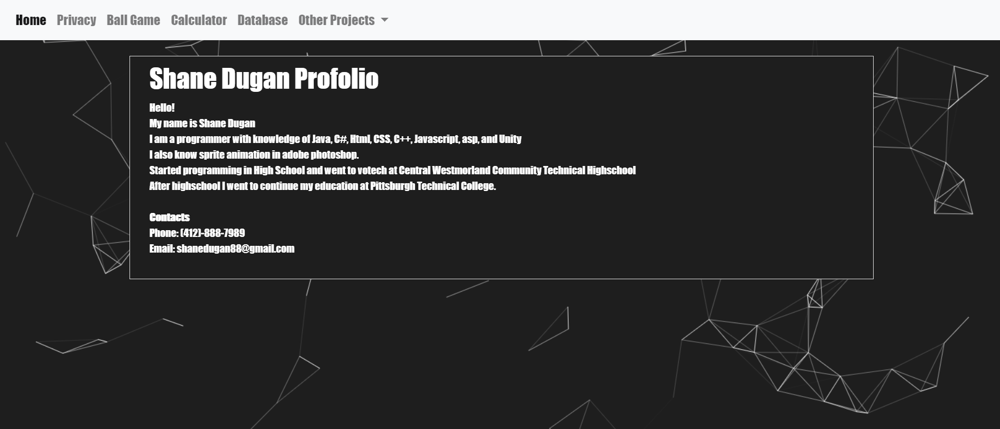 Home Privacy Ball Game Calculator Database Other Projects
Shane Dugan Profolio
Hello!
My name is Shane Dugan
I am a programmer with knowledge of Java, C#, Html, CSS, C++, Javascript, asp, and Unity
I also know sprite animation in adobe photoshop.
Started programming in High School and went to votech at Central Westmorland Community Technical Highschool
After highschool I went to continue my education at Pittsburgh Technical College.
Contacts
Phone: (412)-888-7989
Email: shanedugan88@gmail.com